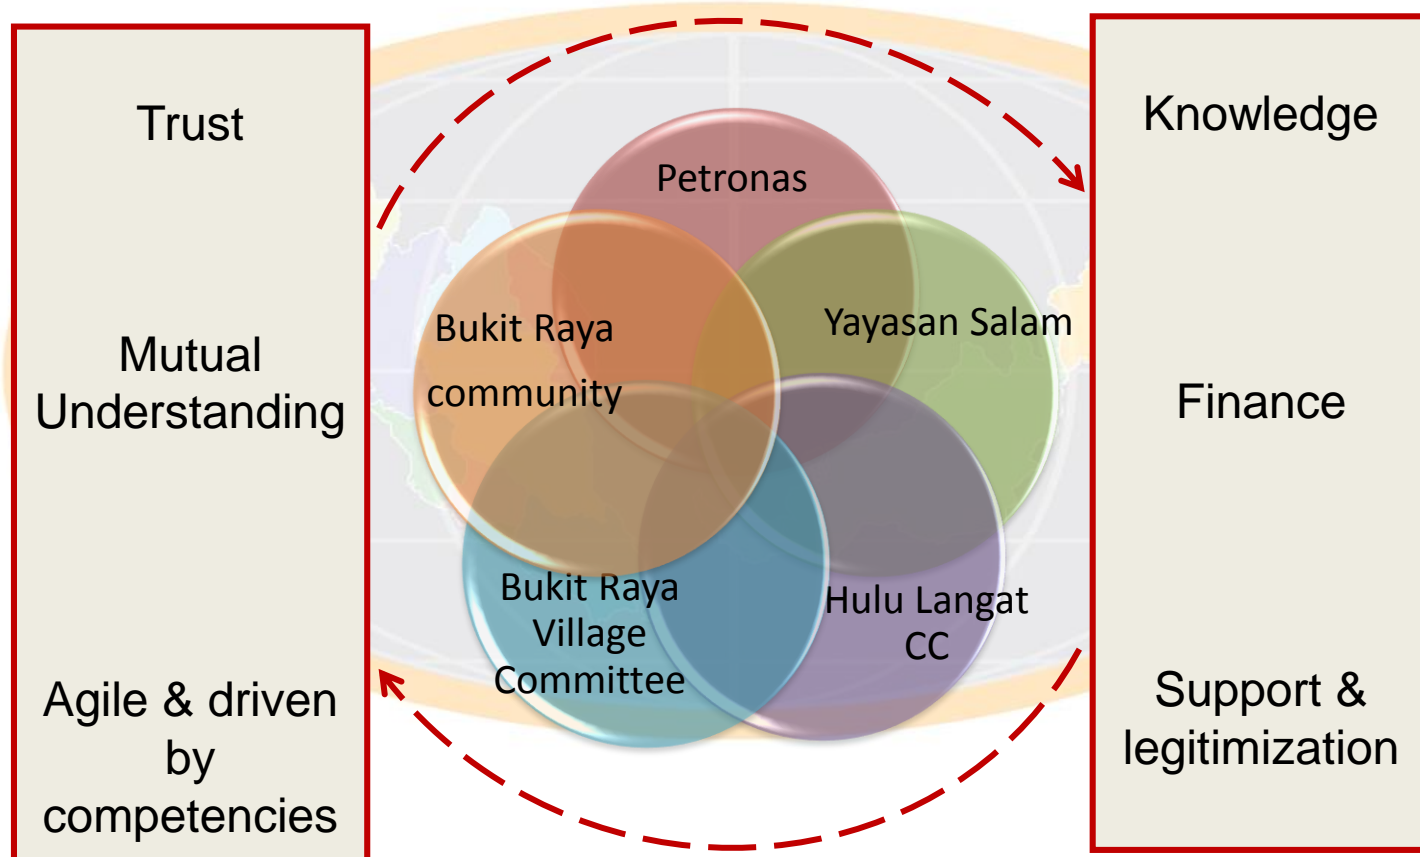 Trust
Mutual
Understanding
Agile & driven
by
competencies
Petronas
Bukit Raya
community
Yayasan Salam
Bukit Raya
Village
Committee
Hulu Langat
CC
Knowledge
Finance
Support &
legitimization